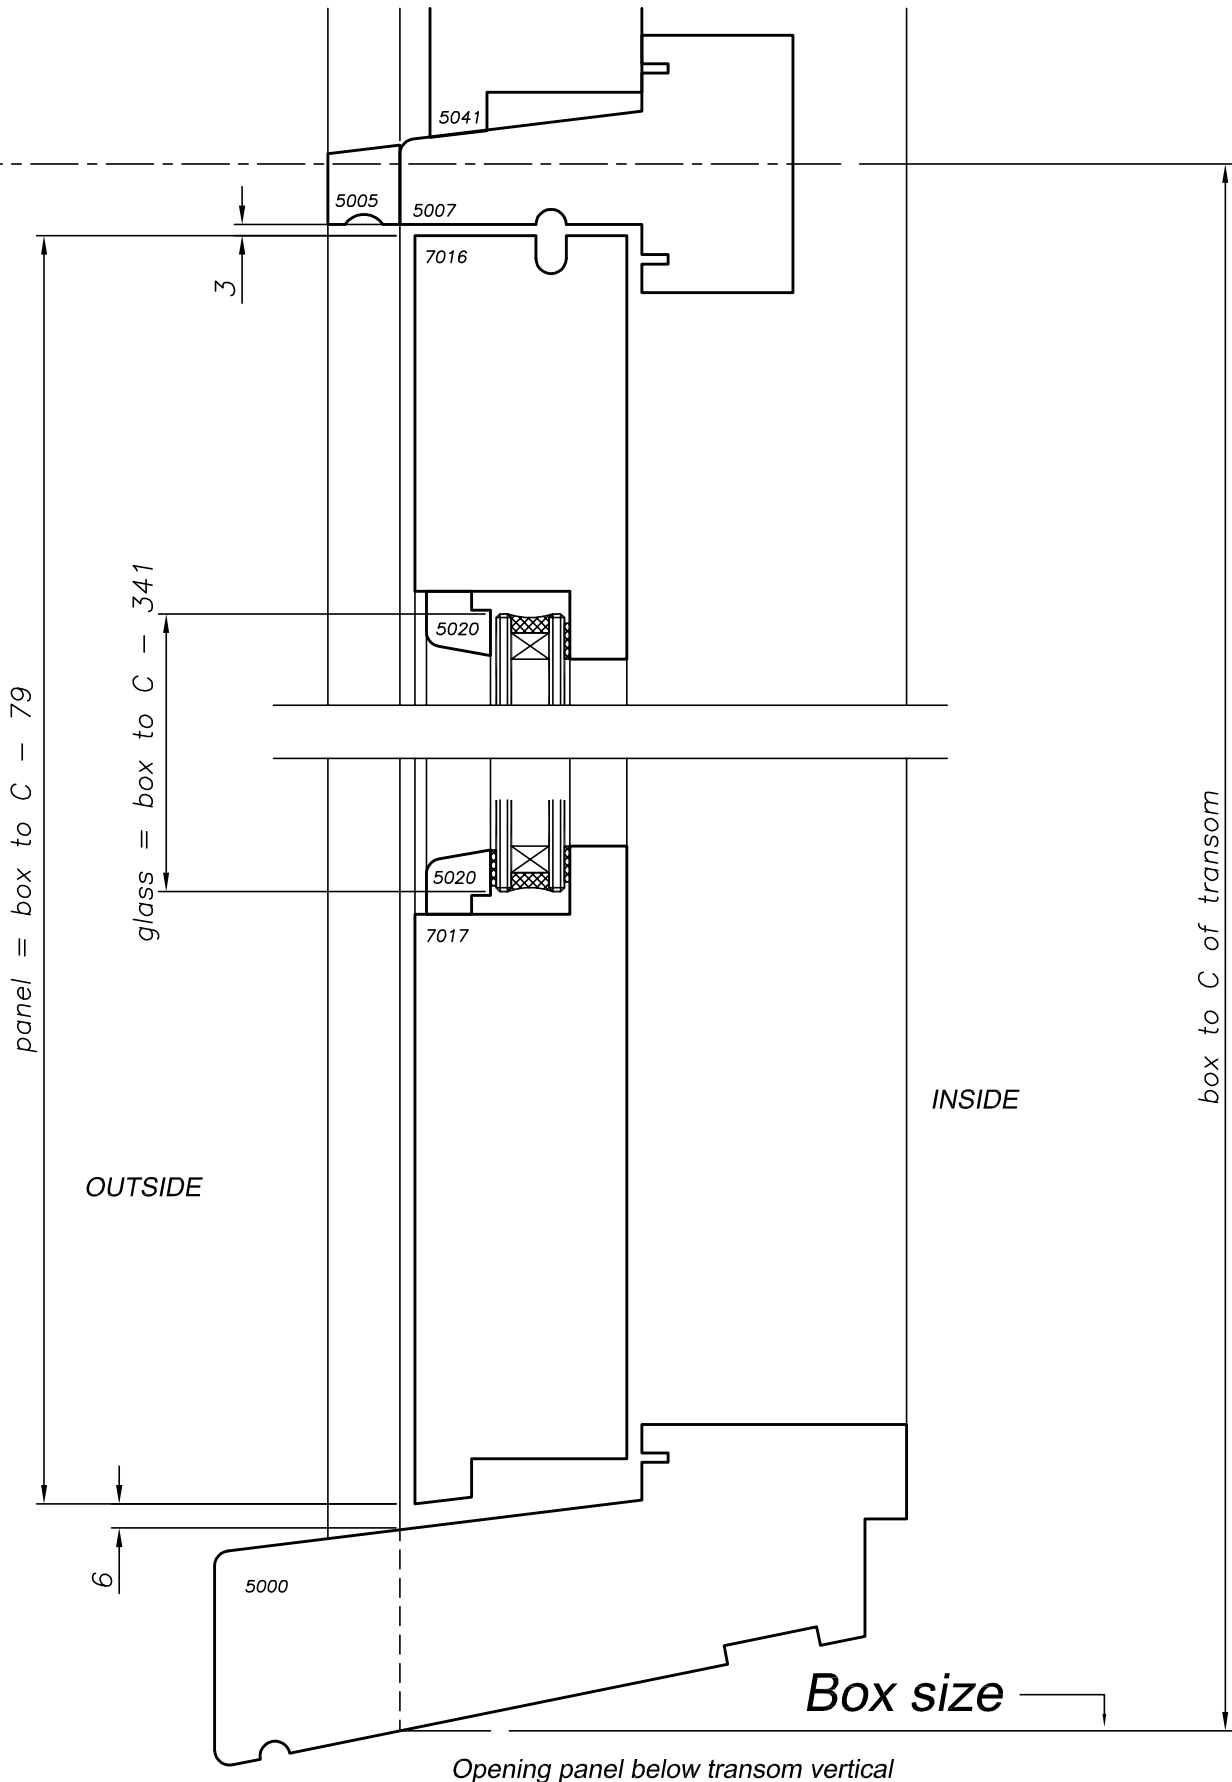 5041
5005
5007
7016
3
glass = box to C - 341
5020
panel = box to C - 79
box to C of transom
5020
7017
INSIDE
OUTSIDE
6
5000
Box size
Opening panel below transom vertical